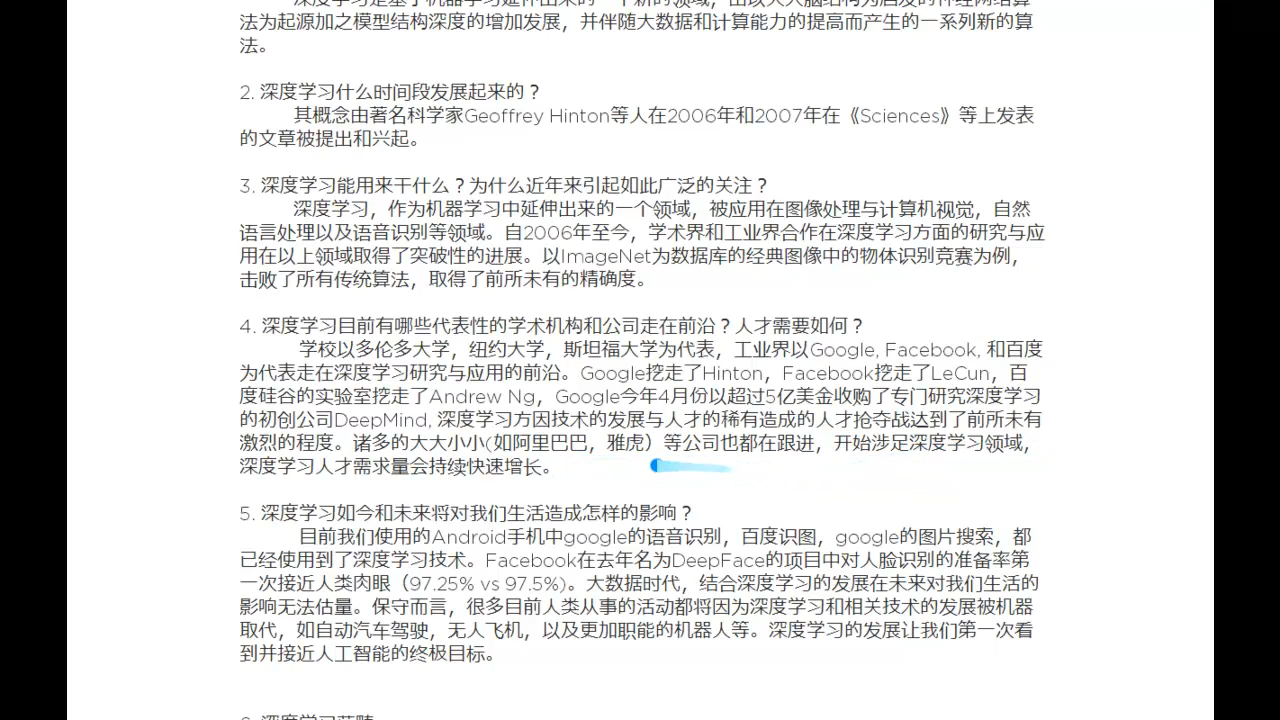 深度学习是基于机器学习延伸出来的一个新的领域，由以人大脑结构为启发的神经网络算
法为起源加之模型结构深度的增加发展，并伴随大数据和计算能力的提高而产生的一系列新的算
法。
2. 深度学习什么时间段发展起来的？
其概念由著名科学家Geoffrey Hinton等人在2006年和2007年在《Sciences》等上发表
的文章被提出和兴起。
3. 深度学习能用来干什么？为什么近年来引起如此广泛的关注？
深度学习，作为机器学习中延伸出来的一个领域，被应用在图像处理与计算机视觉，自然
语言处理以及语音识别等领域。自2006年至今，学术界和工业界合作在深度学习方面的研究与应
用在以上领域取得了突破性的进展。以ImageNet为数据库的经典图像中的物体识别竞赛为例，
击败了所有传统算法，取得了前所未有的精确度。
4. 深度学习目前有哪些代表性的学术机构和公司走在前沿？人才需要如何？
学校以多伦多大学，纽约大学，斯坦福大学为代表，工业界以Google, Facebook, 和百度
为代表走在深度学习研究与应用的前沿。Google挖走了Hinton，Facebook挖走了LeCun，百
度硅谷的实验室挖走了Andrew Ng，Google今年4月份以超过5亿美金收购了专门研究深度学习
的初创公司DeepMind, 深度学习方因技术的发展与人才的稀有造成的人才抢夺战达到了前所未有
激烈的程度。诸多的大大小小(如阿里巴巴，雅虎）等公司也都在跟进，开始涉足深度学习领域，
深度学习人才需求量会持续快速增长。
5. 深度学习如今和未来将对我们生活造成怎样的影响？
目前我们使用的Android手机中google的语音识别，百度识图，google的图片搜索，都
已经使用到了深度学习技术。Facebook在去年名为DeepFace的项目中对人脸识别的准备率第
一次接近人类肉眼（97.25% vs 97.5%)。大数据时代，结合深度学习的发展在未来对我们生活的
影响无法估量。保守而言，很多目前人类从事的活动都将因为深度学习和相关技术的发展被机器
取代，如自动汽车驾驶，无人飞机，以及更加职能的机器人等。深度学习的发展让我们第一次看
到并接近人工智能的终极目标。